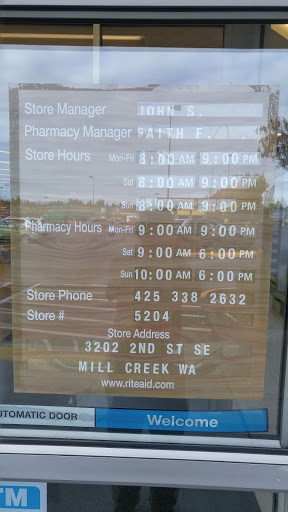 Store Manager JOHN S.
Pharmacy Manager FAITH F.
Store Hours Mon-Fri 8:00 AM 9:00 PM
Sat 8:00 AM 9:00 PM
Sun 8:00 AM 9:00 PM
Pharmacy Hours Mon-Fri 9:00 AM 9:00 PM
Sat 9:00 AM 6:00 PM
Sun 10:00 AM 6:00 PM
Store Phone 425 338 2632
Store # 5204
Store Address
3202 2ND ST SE
MILL CREEK WA
www.riteaid.com
UTOMATIC DOOR Welcome
TM